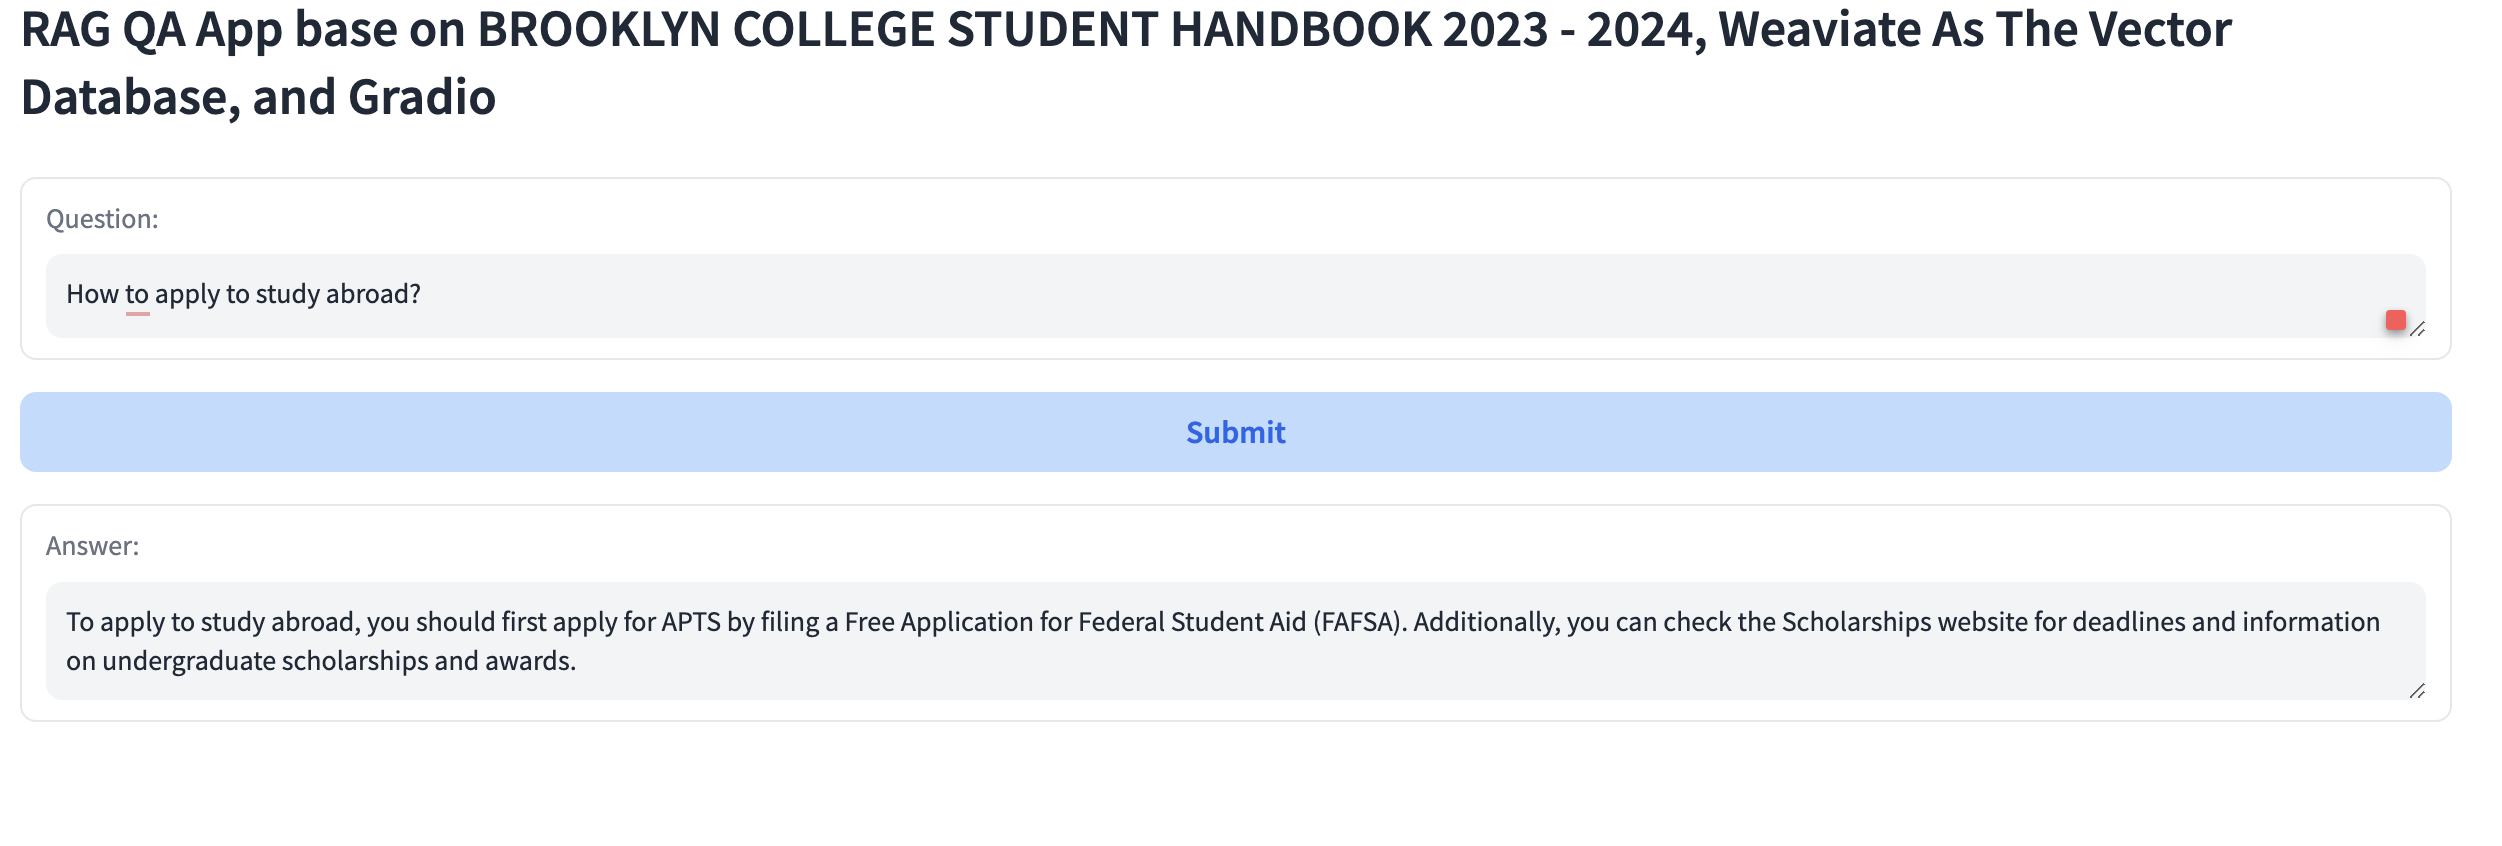 RAG QA App base on BROOKLYN COLLEGE STUDENT HANDBOOK 2023 - 2024, Weaviate As The Vector
Database, and Gradio
Question:
How to apply to study abroad?
Submit
Answer:
To apply to study abroad, you should first apply for APTS by filing a Free Application for Federal Student Aid (FAFSA). Additionally, you can check the Scholarships website for deadlines and information
on undergraduate scholarships and awards.